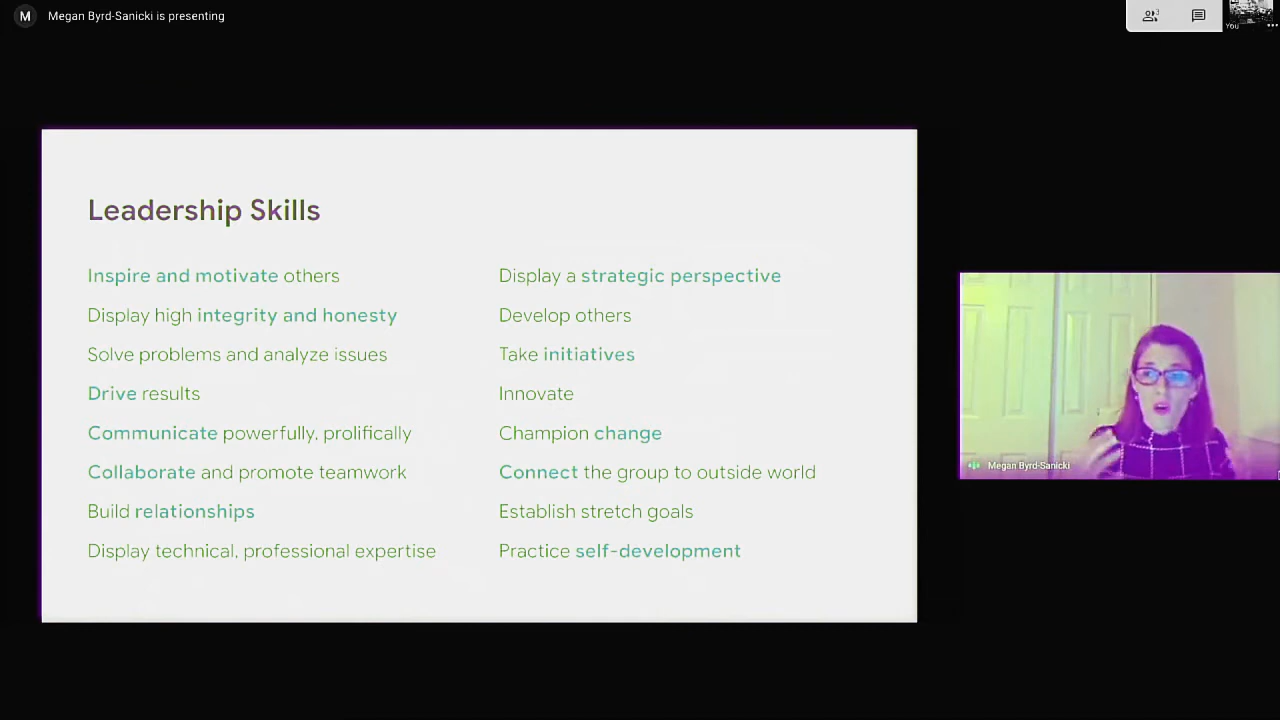 M Megan Byrd-Sanicki is presenting
3
You
Leadership Skills
Inspire and motivate others
Display high integrity and honesty
Solve problems and analyze issues
Drive results
Communicate powerfully, prolifically
Collaborate and promote teamwork
Build relationships
Display technical, professional expertise
Display a strategic perspective
Develop others
Take initiatives
Innovate
Champion change
Connect the group to outside world
Establish stretch goals
Practice self-development
Megan Byrd-Sanicki